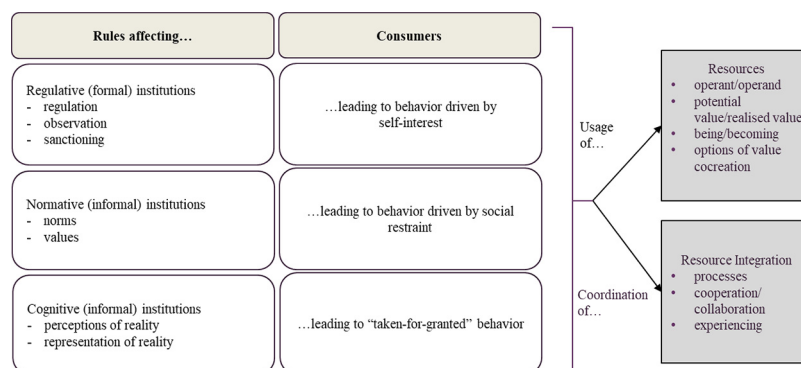 Rules affecting…
Consumers
Regulative (formal) institutions
- regulation
- observation
- sanctioning
…leading to behavior driven by
self-interest
Normative (informal) institutions
- norms
- values
…leading to behavior driven by social
restraint
Cognitive (informal) institutions
- perceptions of reality
- representation of reality
…leading to “taken-for-granted” behavior
Usage
of…
Coordination
of…
Resources
• operant/operand
• potential
value/realised value
• being/becoming
• options of value
cocreation
Resource Integration
• processes
• cooperation/
collaboration
• experiencing